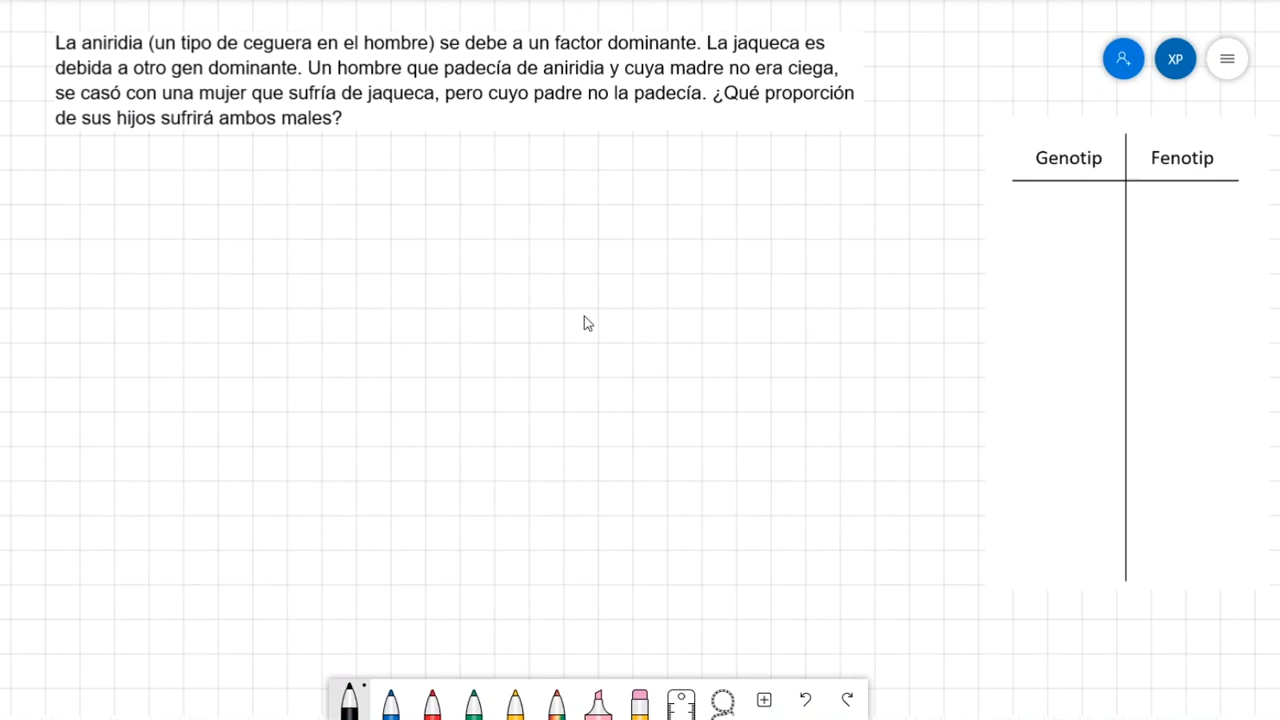 La aniridia (un tipo de ceguera en el hombre) se debe a un factor dominante. La jaqueca es
debida a otro gen dominante. Un hombre que padecía de aniridia y cuya madre no era ciega,
se casó con una mujer que sufría de jaqueca, pero cuyo padre no la padecía. ¿Qué proporción
de sus hijos sufrirá ambos males?
XP
Genotip Fenotip